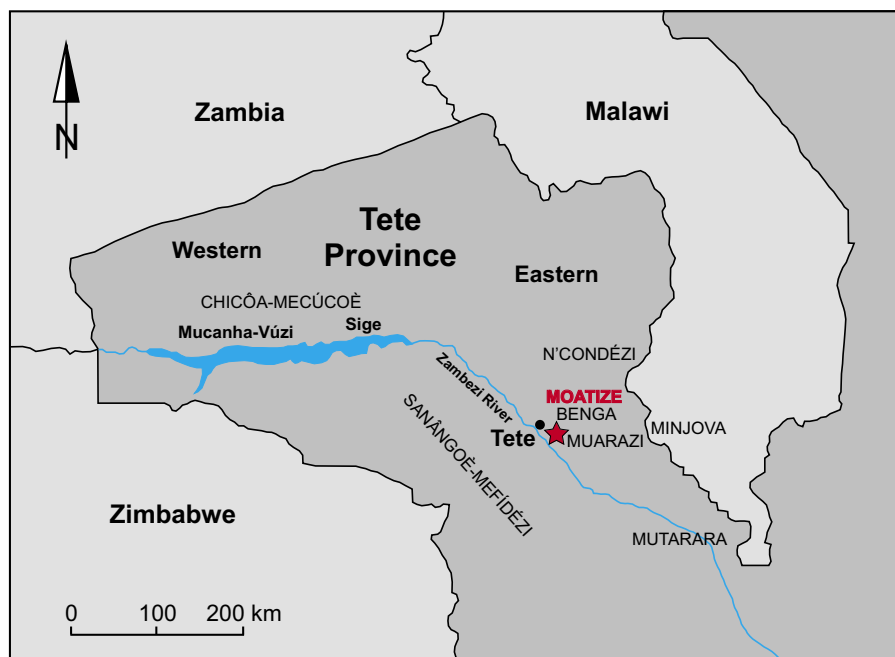 Zambia
Malawi
N
Tete
Province
Western
Eastern
CHICÔA-MECÚCOÈ
Mucanha-Vúzi
Sige
N'CONDÉZI
Zambezi River
MOATIZE
BENGA
Tete
MUARAZI
MINJOVA
SANÂNGOÈ-MEFÍDÉZI
Zimbabwe
MUTARARA
0 100 200 km